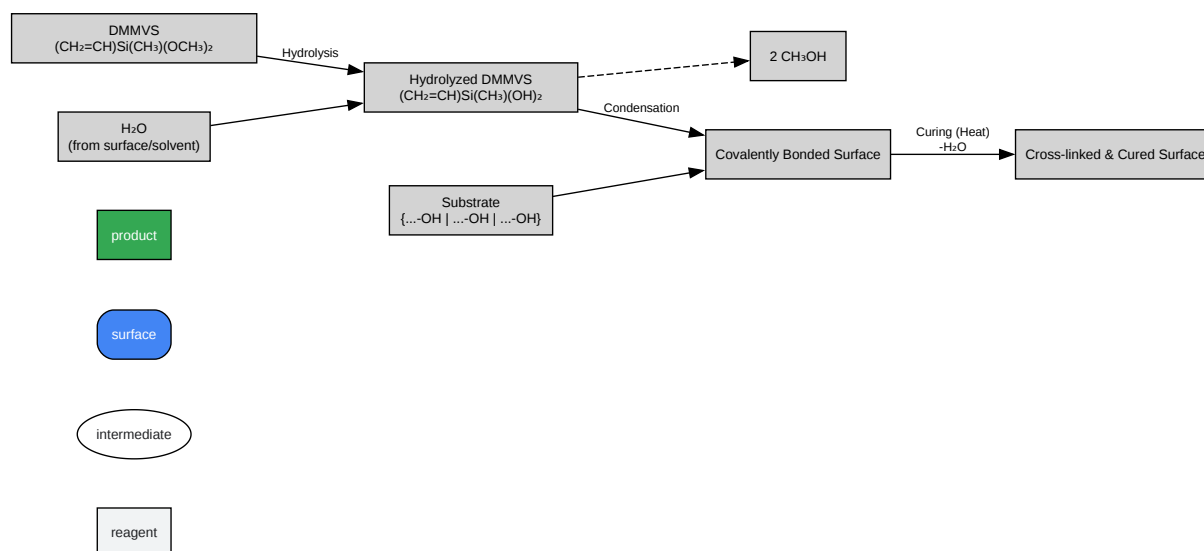 DMMVS
(CH₂=CH)Si(CH₃)(OCH₃)₂
Hydrolysis
H₂O
(from surface/solvent)
Hydrolyzed DMMVS
(CH₂=CH)Si(CH₃)(OH)₂
2 CH₃OH
Condensation
Substrate
{...-OH | ...-OH | ...-OH}
Covalently Bonded Surface
Curing (Heat)
-H₂O
Cross-linked & Cured Surface
product
surface
intermediate
reagent